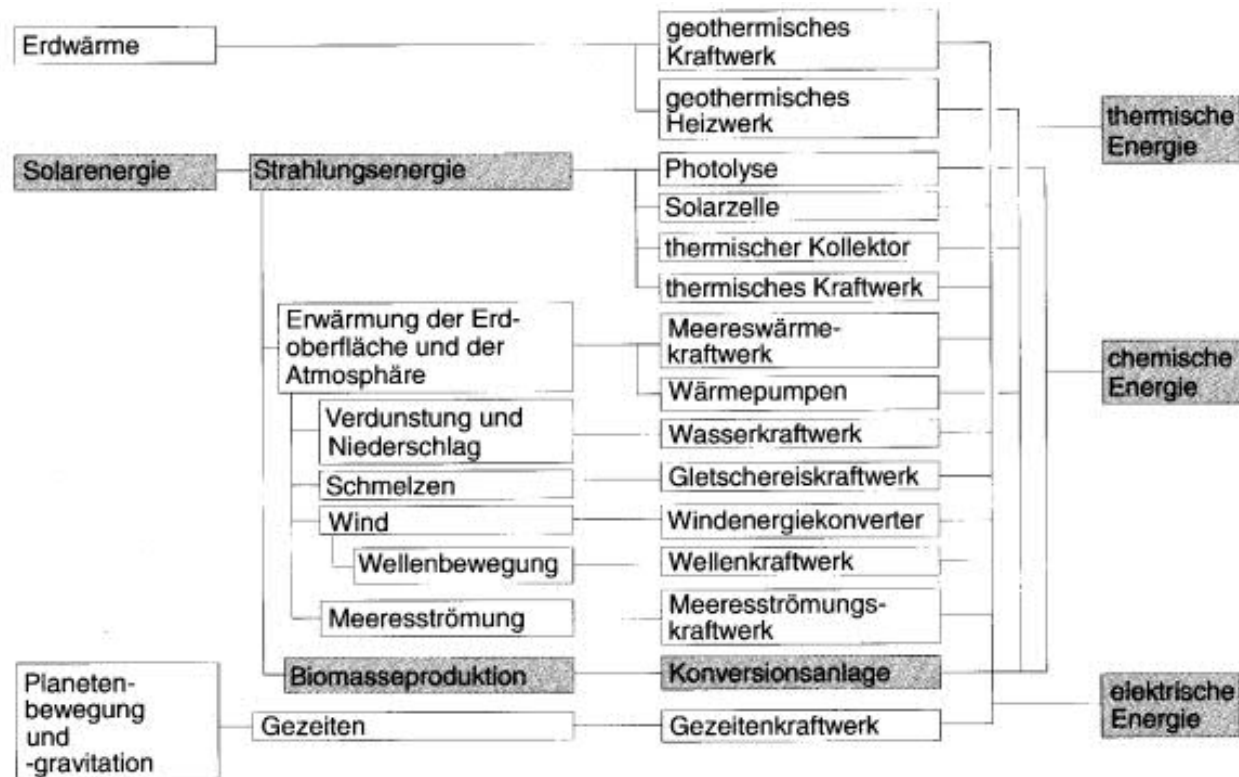 Erdwärme
geothermisches
Kraftwerk
geothermisches
Heizwerk
thermische
Energie
Solarenergie
Strahlungsenergie
Photolyse
Solarzelle
thermischer Kollektor
thermisches Kraftwerk
Erwärmung der Erd-
oberfläche und der
Atmosphäre
Meereswärme-
kraftwerk
Wärmepumpen
chemische
Energie
Verdunstung und
Niederschlag
Wasserkraftwerk
Schmelzen
Gletschereiskraftwerk
Wind
Windenergiekonverter
Wellenbewegung
Wellenkraftwerk
Meeresströmung
Meeresströmungs-
kraftwerk
Biomasseproduktion
Konversionsanlage
elektrische
Energie
Planeten-
bewegung
und
-gravitation
Gezeiten
Gezeitenkraftwerk